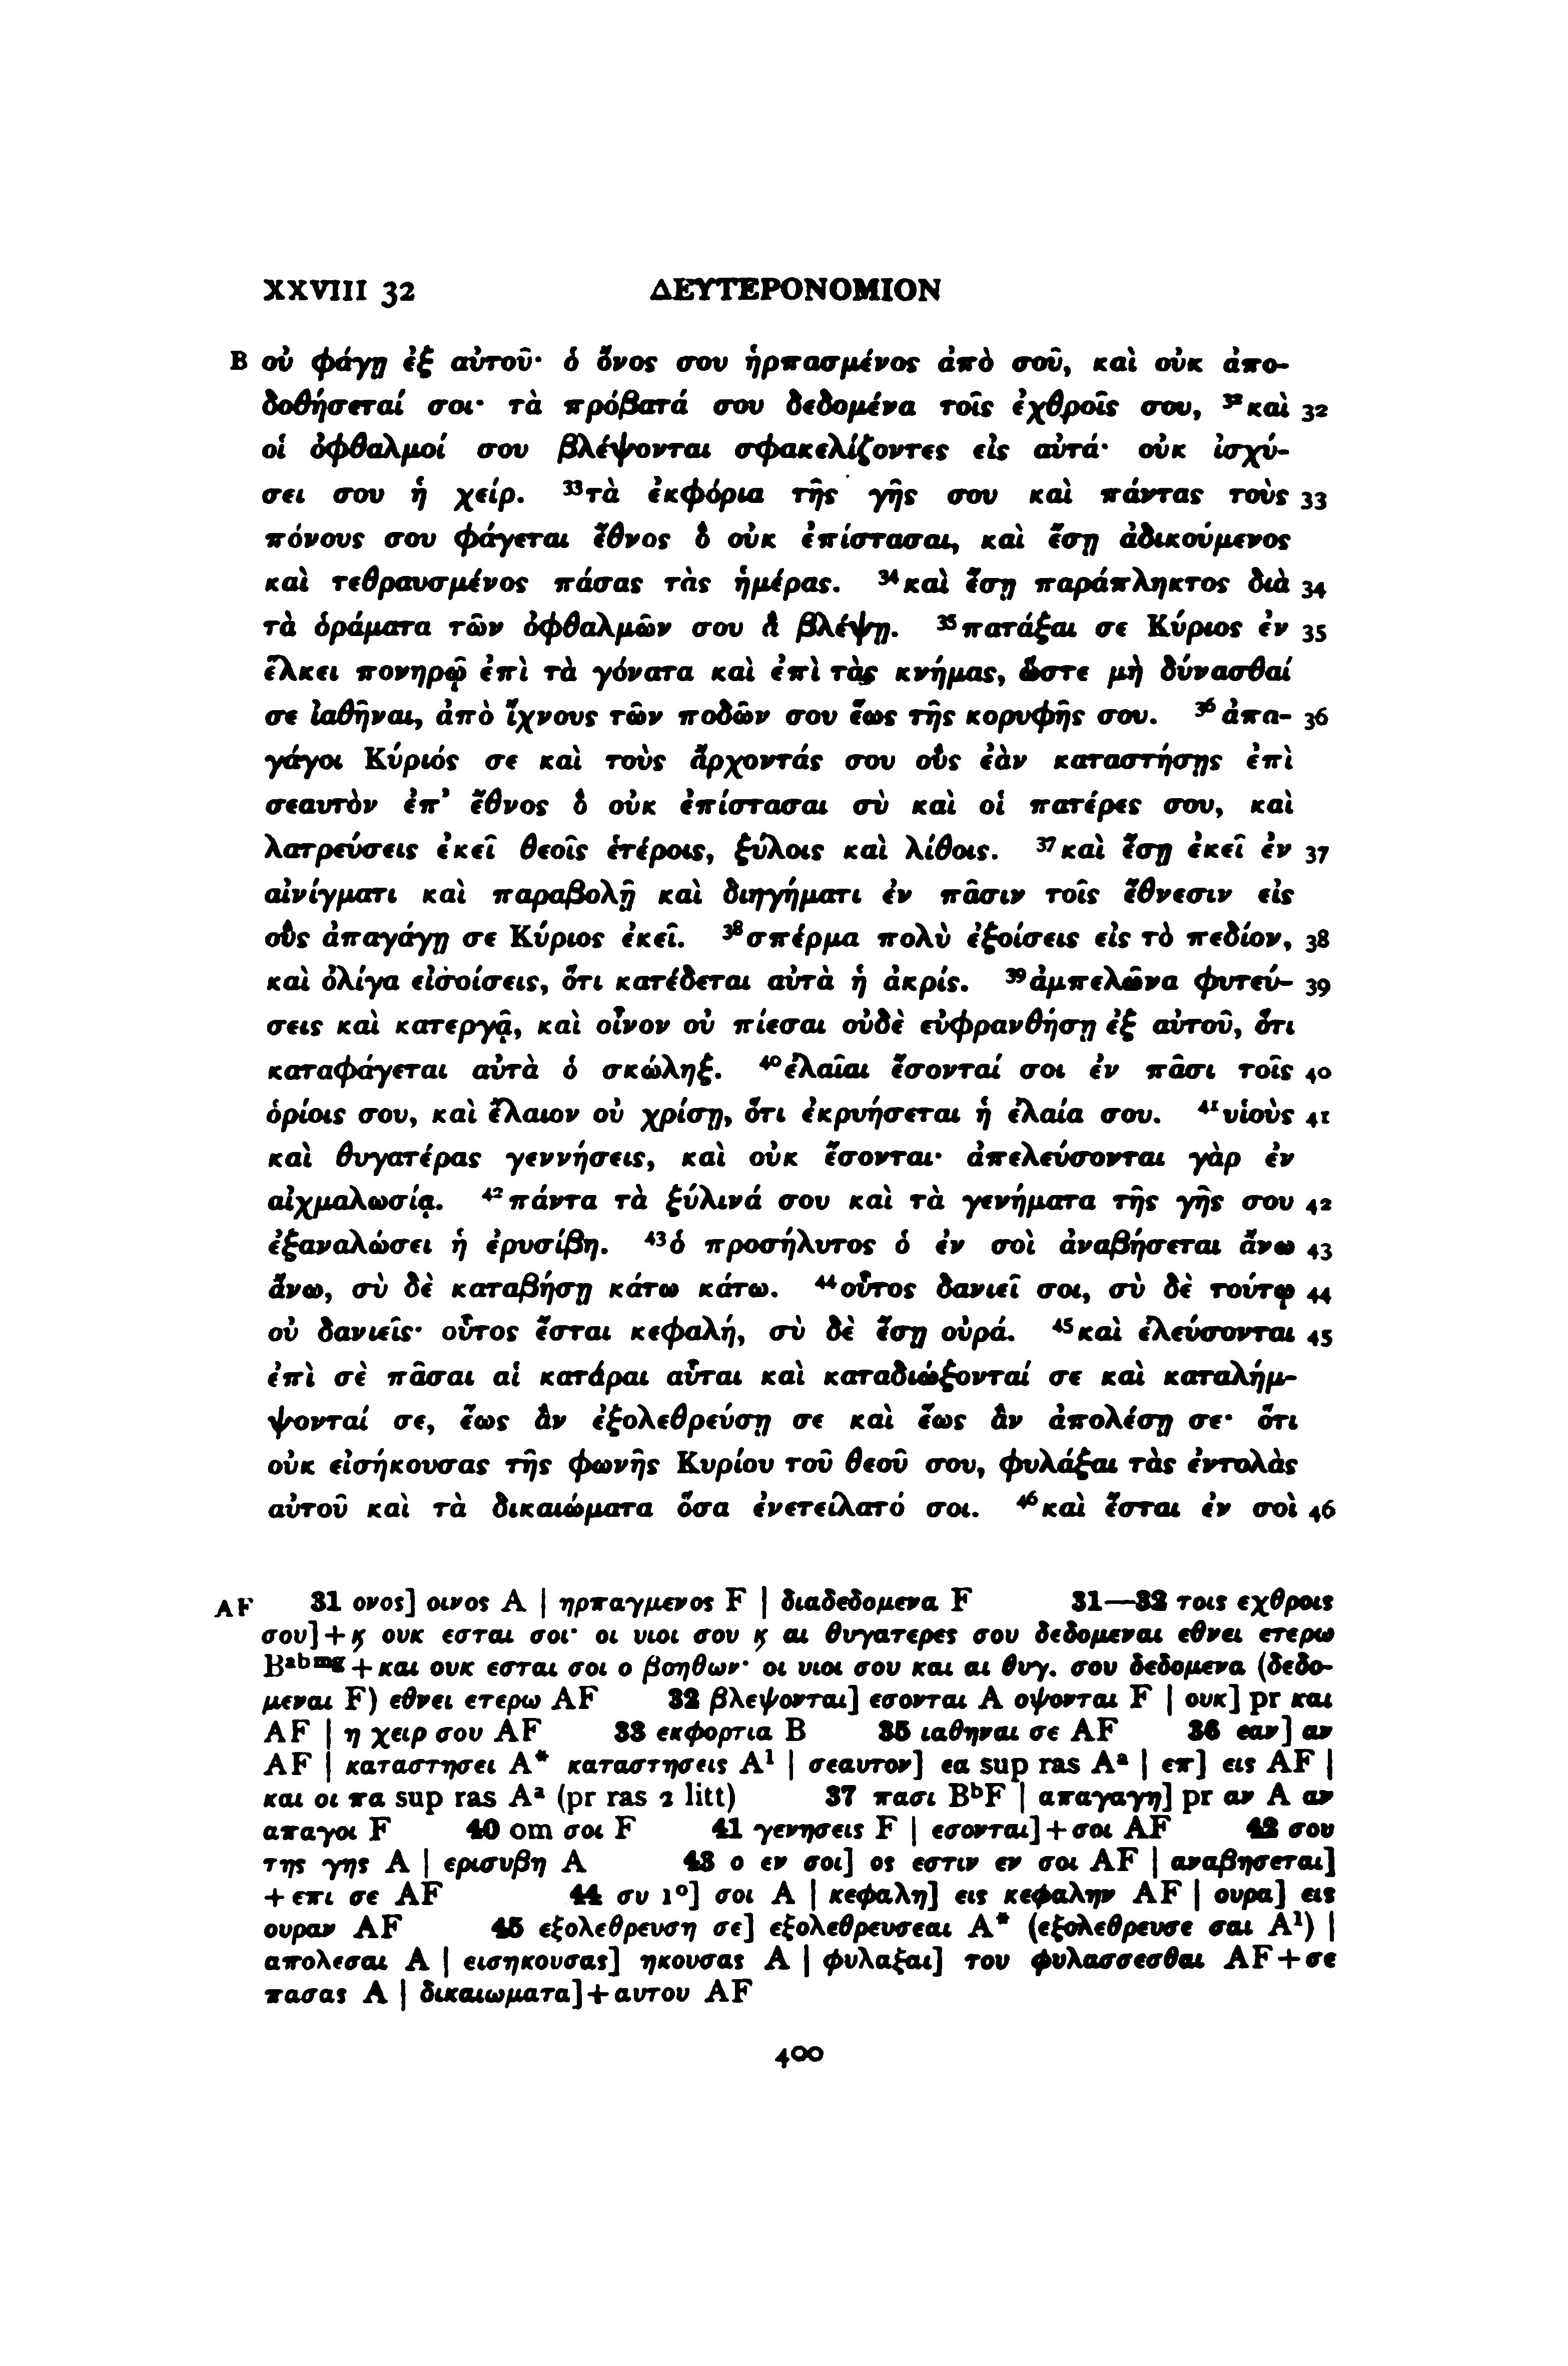 XXVIII 32 ΔΕΥΤΕΡΟΝΟΜΙΟΝ
B οὐ φάγῃ ἐξ αὐτοῦ· ὁ ὄνος σου ἡρπασμένος ἀπὸ σοῦ, καὶ οὐκ ἀπο-
δοθήσεταί σοι· τὰ πρόβατά σου δεδομένα τοῖς ἐχθροῖς σου, ³²καὶ 32
οἱ ὀφθαλμοί σου βλέψονται σφακελίζοντες εἰς αὐτά· οὐκ ἰσχύ-
σει σου ἡ χείρ. ³³τὰ ἐκφόρια τῆς γῆς σου καὶ πάντας τοὺς 33
πόνους σου φάγεται ἔθνος ὃ οὐκ ἐπίστασαι, καὶ ἔσῃ ἀδικούμενος
καὶ τεθραυσμένος πάσας τὰς ἡμέρας. ³⁴καὶ ἔσῃ παράπληκτος διὰ 34
τὰ ὁράματα τῶν ὀφθαλμῶν σου ἃ βλέψῃ. ³⁵πατάξαι σε Κύριος ἐν 35
ἕλκει πονηρῷ ἐπὶ τὰ γόνατα καὶ ἐπὶ τὰς κνήμας, ὥστε μὴ δύνασθαί
σε ἰαθῆναι, ἀπὸ ἴχνους τῶν ποδῶν σου ἕως τῆς κορυφῆς σου. ³⁶ἀπα- 36
γάγοι Κύριός σε καὶ τοὺς ἄρχοντάς σου οὓς ἐὰν καταστήσῃς ἐπὶ
σεαυτὸν ἐπ᾽ ἔθνος ὃ οὐκ ἐπίστασαι σὺ καὶ οἱ πατέρες σου, καὶ
λατρεύσεις ἐκεῖ θεοῖς ἑτέροις, ξύλοις καὶ λίθοις. ³⁷καὶ ἔσῃ ἐκεῖ ἐν 37
αἰνίγματι καὶ παραβολῇ καὶ διηγήματι ἐν πᾶσιν τοῖς ἔθνεσιν εἰς
οὓς ἀπαγάγῃ σε Κύριος ἐκεῖ. ³⁸σπέρμα πολὺ ἐξοίσεις εἰς τὸ πεδίον, 38
καὶ ὀλίγα εἰσοίσεις, ὅτι κατέδεται αὐτὰ ἡ ἀκρίς. ³⁹ἀμπελῶνα φυτεύ- 39
σεις καὶ κατεργᾷ, καὶ οἶνον οὐ πίεσαι οὐδὲ εὐφρανθήσῃ ἐξ αὐτοῦ, ὅτι
καταφάγεται αὐτὰ ὁ σκώληξ. ⁴⁰ἐλαῖαι ἔσονταί σοι ἐν πᾶσι τοῖς 40
ὁρίοις σου, καὶ ἔλαιον οὐ χρίσῃ, ὅτι ἐκρυήσεται ἡ ἐλαία σου. ⁴¹υἱοὺς 41
καὶ θυγατέρας γεννήσεις, καὶ οὐκ ἔσονται· ἀπελεύσονται γὰρ ἐν
αἰχμαλωσίᾳ. ⁴²πάντα τὰ ξύλινά σου καὶ τὰ γενήματα τῆς γῆς σου 42
ἐξαναλώσει ἡ ἐρυσίβη. ⁴³ὁ προσήλυτος ὁ ἐν σοὶ ἀναβήσεται ἄνω 43
ἄνω, σὺ δὲ καταβήσῃ κάτω κάτω. ⁴⁴οὗτος δανιεῖ σοι, σὺ δὲ τούτῳ 44
οὐ δανιεῖς· οὗτος ἔσται κεφαλή, σὺ δὲ ἔσῃ οὐρά. ⁴⁵καὶ ἐλεύσονται 45
ἐπὶ σὲ πᾶσαι αἱ κατάραι αὗται καὶ καταδιώξονταί σε καὶ καταλήμ-
ψονταί σε, ἕως ἂν ἐξολεθρεύσῃ σε καὶ ἕως ἂν ἀπολέσῃ σε· ὅτι
οὐκ εἰσήκουσας τῆς φωνῆς Κυρίου τοῦ θεοῦ σου, φυλάξαι τὰς ἐντολὰς
αὐτοῦ καὶ τὰ δικαιώματα ὅσα ἐνετείλατό σοι. ⁴⁶καὶ ἔσται ἐν σοὶ 46
AF 31 ονος] οινος A | ηρπαγμενος F | διαδεδομενα F 31—32 τοις εχθροις
σου]+ϗ ουκ εσται σοι· οι υιοι σου ϗ αι θυγατερες σου δεδομεναι εθνει ετερω
Bᵃᵇᵐᵍ+και ουκ εσται σοι ο βοηθων· οι υιοι σου και αι θυγ. σου δεδομενα (δεδο-
μεναι F) εθνει ετερω AF 32 βλεψονται] εσονται A οψονται F | ουκ] pr και
AF | η χειρ σου AF 33 εκφορτια B 35 ιαθηναι σε AF 36 εαν] αν
AF | καταστησει A* καταστησεις A¹ | σεαυτον] εα sup ras Aᵃ | επ] εις AF |
και οι πα sup ras Aᵃ (pr ras 2 litt) 37 πασι BᵇF | απαγαγη] pr αν A αν
απαγοι F 40 om σοι F 41 γενησεις F | εσονται]+σοι AF 42 σου
της γης A | ερισυβη A 43 ο εν σοι] ος εστιν εν σοι AF | αναβησεται]
+επι σε AF 44 συ 1°] σοι A | κεφαλη] εις κεφαλην AF | ουρα] εις
ουραν AF 45 εξολεθρευση σε] εξολεθρευσεαι A* (εξολεθρευσε σαι A¹) |
απολεσαι A | εισηκουσας] ηκουσας A | φυλαξαι] του φυλασσεσθαι AF+σε
πασας A | δικαιωματα]+αυτου AF
400